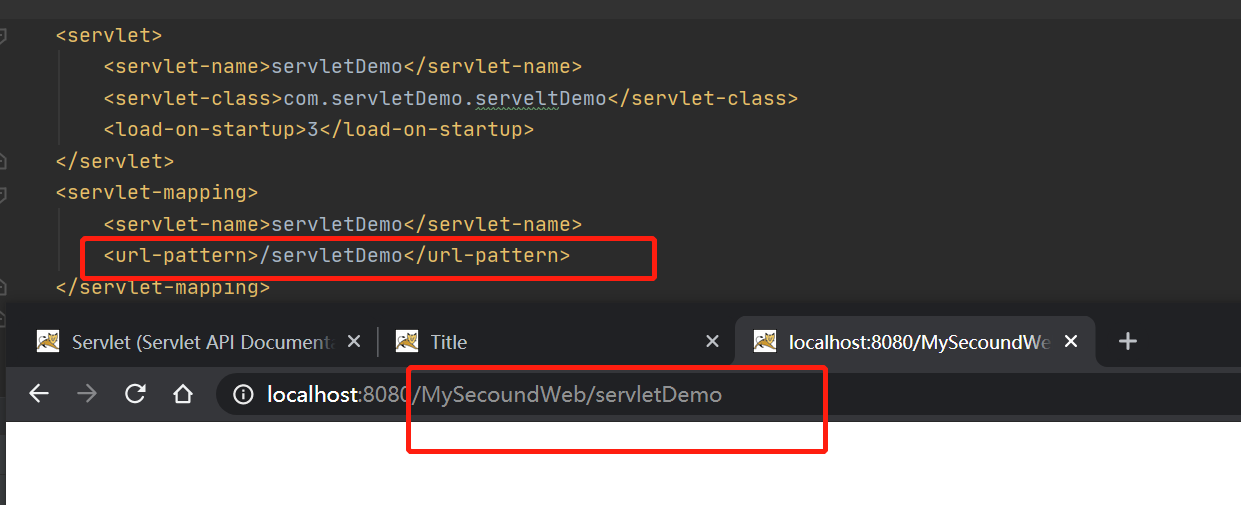 <servlet>
<servlet-name>servletDemo</servlet-name>
<servlet-class>com.servletDemo.serveltDemo</servlet-class>
<load-on-startup>3</load-on-startup>
</servlet>
<servlet-mapping>
<servlet-name>servletDemo</servlet-name>
<url-pattern>/servletDemo</url-pattern>
</servlet-mapping>
Servlet (Servlet API Documenta Title localhost:8080/MySecoundWe
localhost:8080/MySecoundWeb/servletDemo